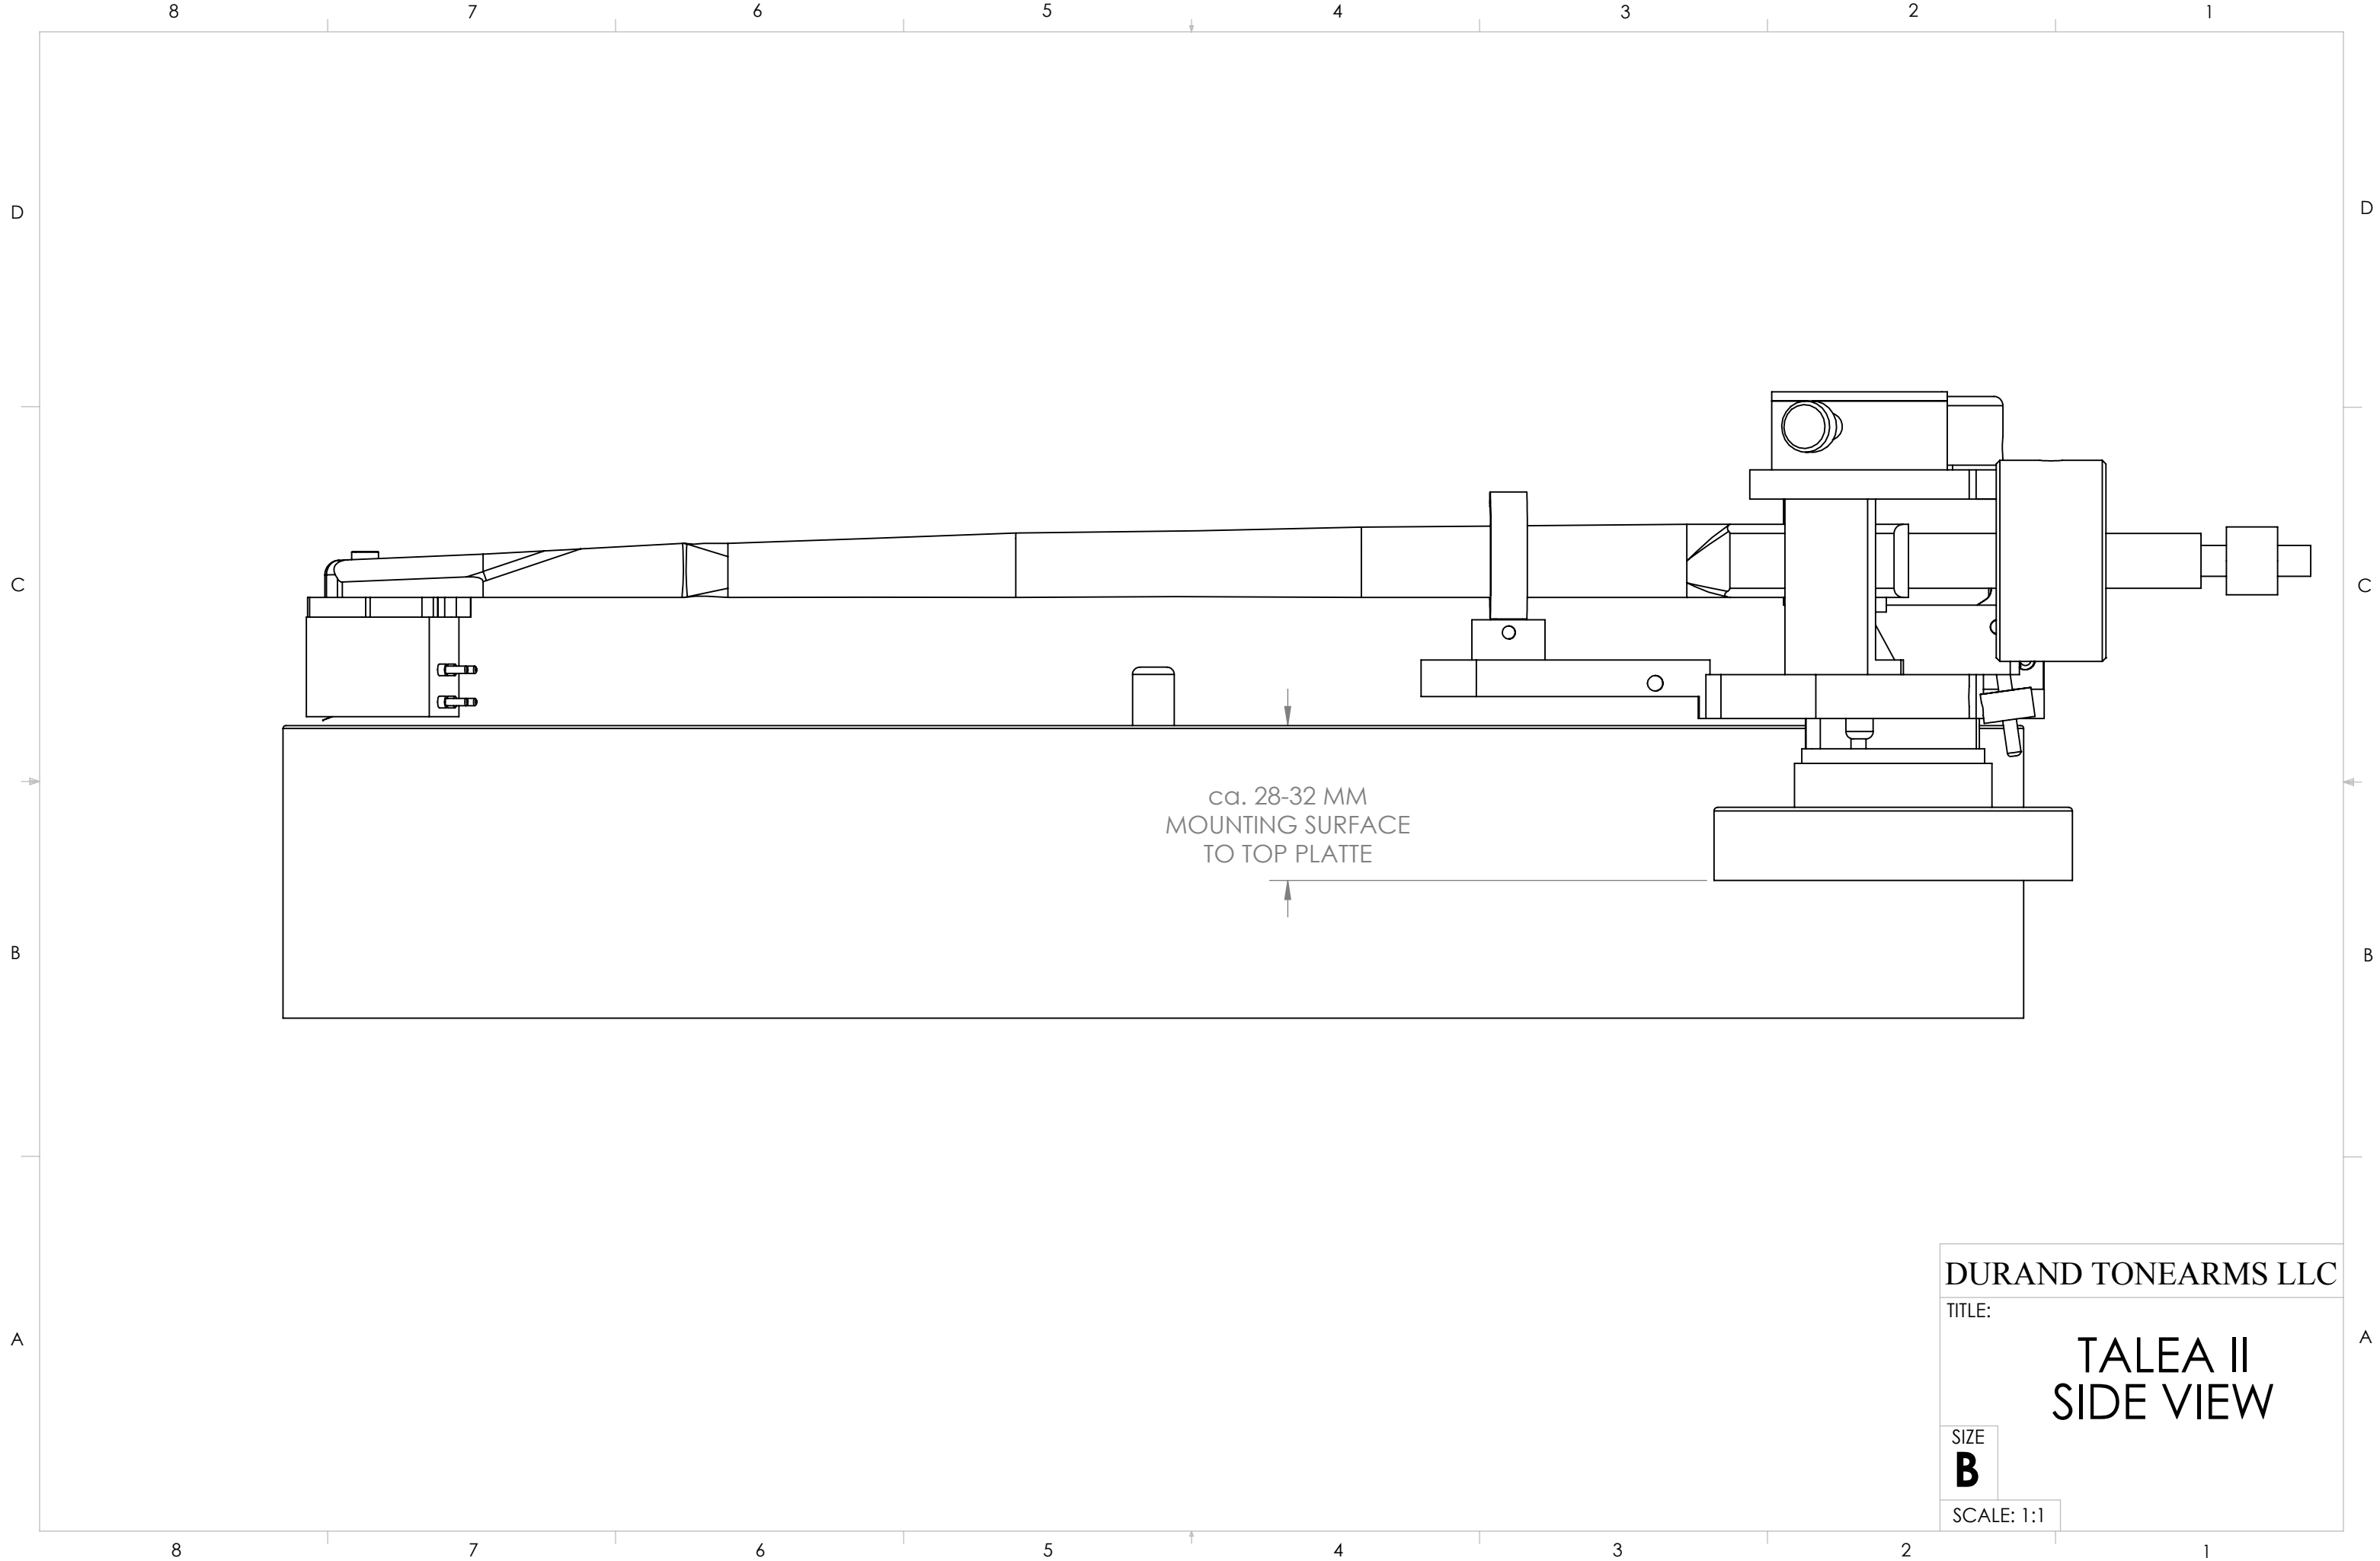 8 7 6 5 4 3 2 1
D D
C C
ca. 28-32 MM
MOUNTING SURFACE
TO TOP PLATTE
B B
DURAND TONEARMS LLC
TITLE:
A A
TALEA II
SIDE VIEW
SIZE
B
SCALE: 1:1
8 7 6 5 4 3 2 1